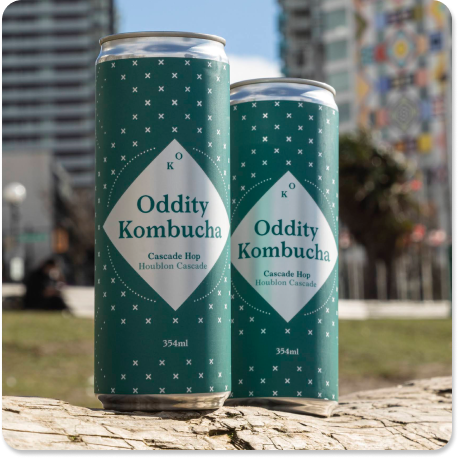 O
K
Oddity
Kombucha
Cascade Hop
Houblon Cascade
354ml
O
K
Oddity
Kombucha
Cascade Hop
Houblon Cascade
354ml